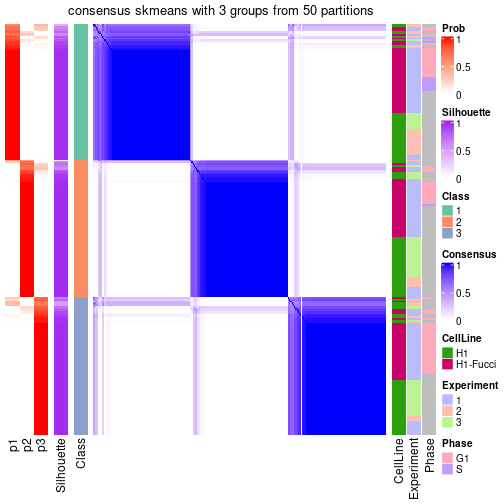 consensus skmeans with 3 groups from 50 partitions
Prob
1
0.5
0
Silhouette
1
0.5
0
Class
1
2
3
Consensus
1
0.5
0
CellLine
H1
H1-Fucci
Experiment
1
2
3
Phase
G1
S
p1
p2
p3
Silhouette
Class
CellLine
Experiment
Phase